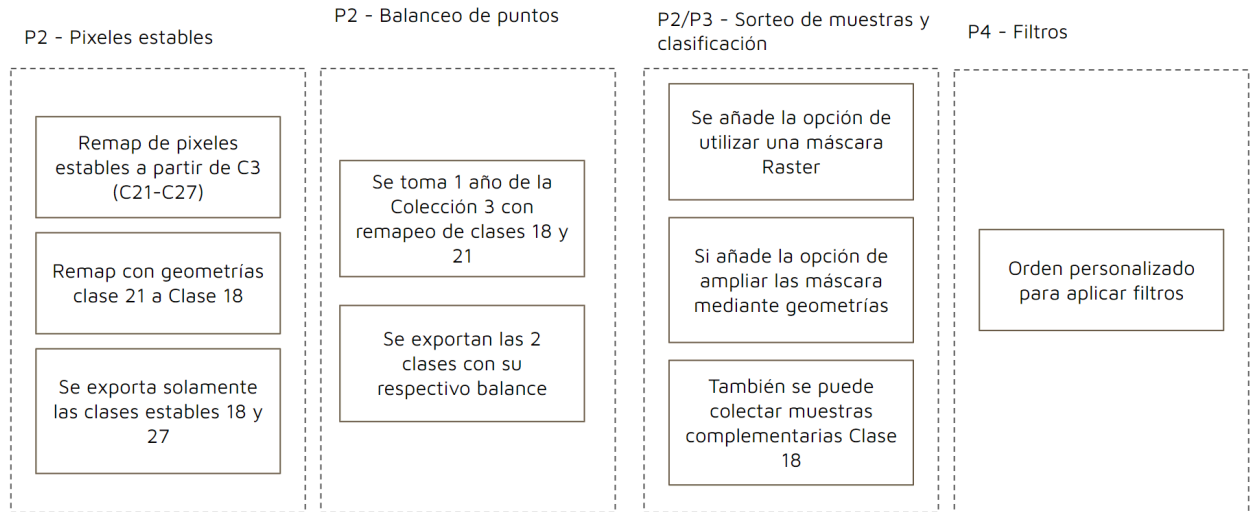 P2 - Pixeles estables
Remap de pixeles
estables a partir de C3
(C21-C27)
Remap con geometrías
clase 21 a Clase 18
Se exporta solamente
las clases estables 18 y
27
P2 - Balanceo de puntos
Se toma 1 año de la
Colección 3 con
remapeo de clases 18 y
21
Se exportan las 2
clases con su
respectivo balance
P2/P3 - Sorteo de muestras y
clasificación
Se añade la opción de
utilizar una máscara
Raster
Si añade la opción de
ampliar las máscara
mediante geometrías
También se puede
colectar muestras
complementarias Clase
18
P4 - Filtros
Orden personalizado
para aplicar filtros